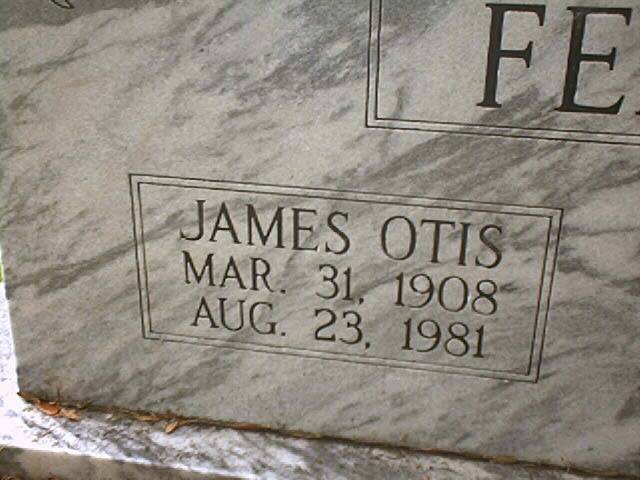 FE
JAMES OTIS
MAR. 31, 1908
AUG. 23, 1981